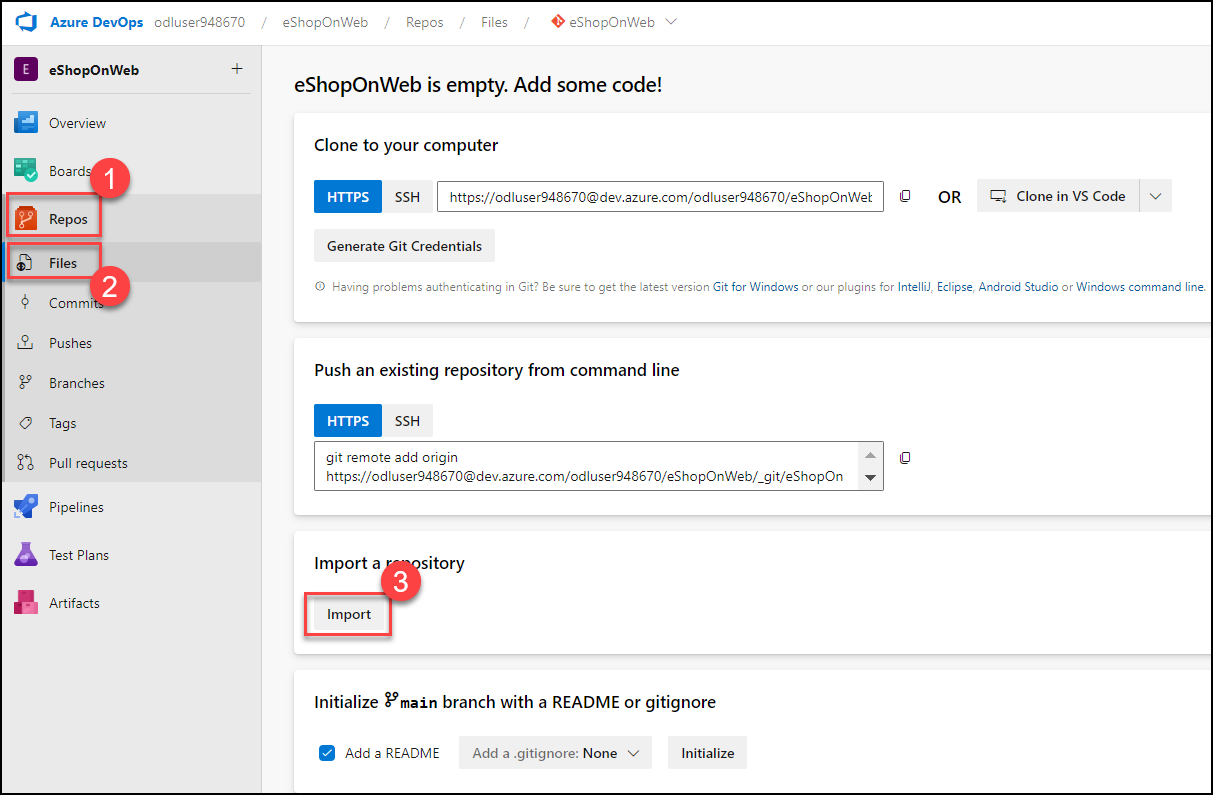 Azure DevOps odluser948670 / eShopOnWeb / Repos / Files / eShopOnWeb
E eShopOnWeb +
Overview
Boards
1
Repos
Files
2
Commits
Pushes
Branches
Tags
Pull requests
Pipelines
Test Plans
Artifacts
eShopOnWeb is empty. Add some code!
Clone to your computer
HTTPS SSH https://odluser948670@dev.azure.com/odluser948670/eShopOnWeb OR Clone in VS Code
Generate Git Credentials
Having problems authenticating in Git? Be sure to get the latest version Git for Windows or our plugins for IntelliJ, Eclipse, Android Studio or Windows command line.
Push an existing repository from command line
HTTPS SSH
git remote add origin
https://odluser948670@dev.azure.com/odluser948670/eShopOnWeb/_git/eShopOn
Import a repository
3
Import
Initialize main branch with a README or gitignore
Add a README Add a .gitignore: None Initialize